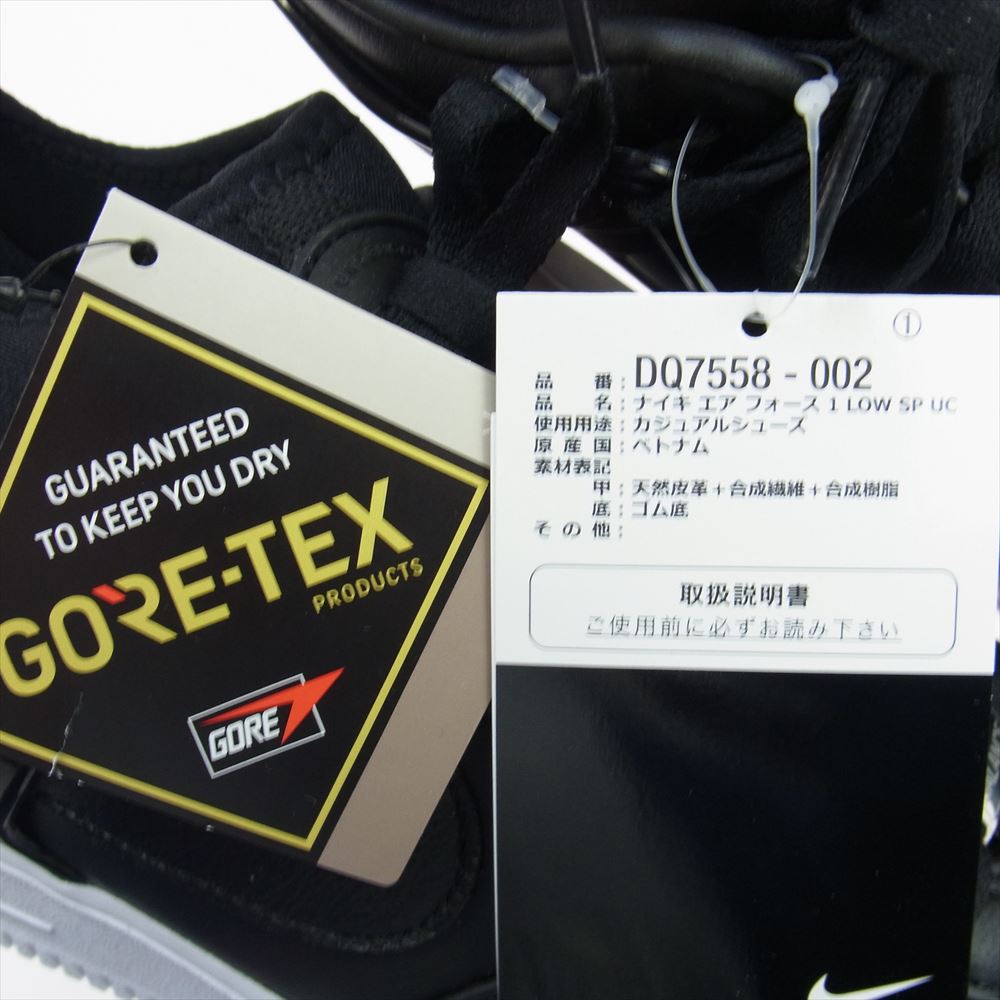 GUARANTEED
TO KEEP YOU DRY
GORE-TEX
PRODUCTS
GORE
①
品 番 : DQ7558 - 002
品 名 : ナイキ エア フォース 1 LOW SP UC
使用用途 : カジュアルシューズ
原 産 国 : ベトナム
素材表記
甲 : 天然皮革+合成繊維+合成樹脂
底 : ゴム底
そ の 他 :
取扱説明書
ご使用前に必ずお読み下さい